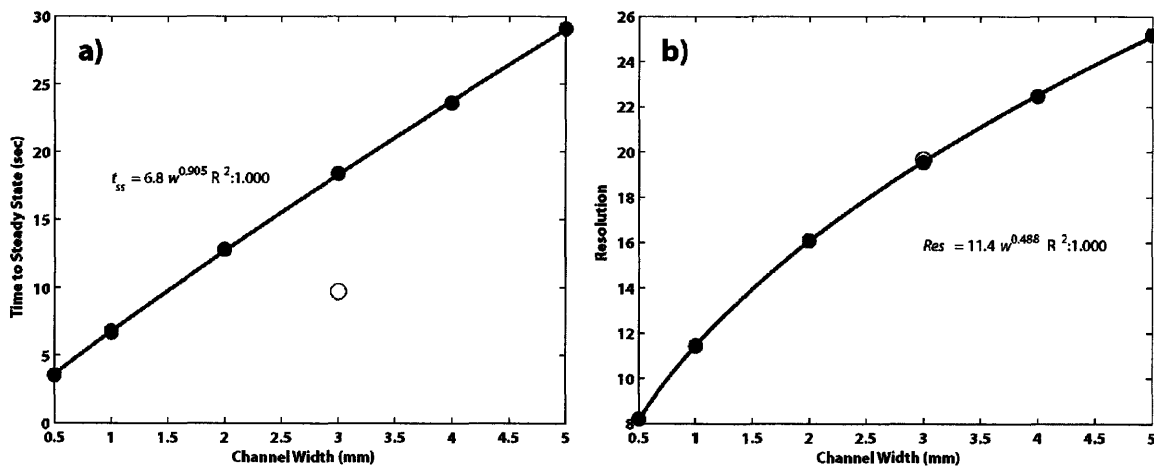 a)
30
25
20
15
10
5
0
Time to Steady State (sec)
t_ss = 6.8 w^0.905 R^2:1.000
0.5 1 1.5 2 2.5 3 3.5 4 4.5 5
Channel Width (mm)
b)
26
24
22
20
18
16
14
12
10
8
Resolution
Res = 11.4 w^0.488 R^2:1.000
0.5 1 1.5 2 2.5 3 3.5 4 4.5 5
Channel Width (mm)